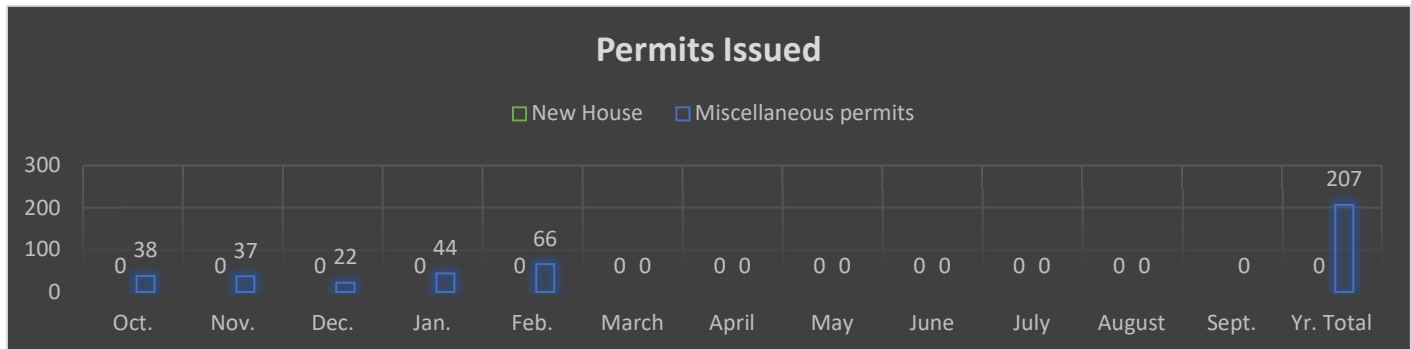 Permits Issued
New House Miscellaneous permits
300
200
100
0
0 38 0 37 0 22 0 44 0 66 0 0 0 0 0 0 0 0 0 0 0 0 0 0 207
Oct. Nov. Dec. Jan. Feb. March April May June July August Sept. Yr. Total